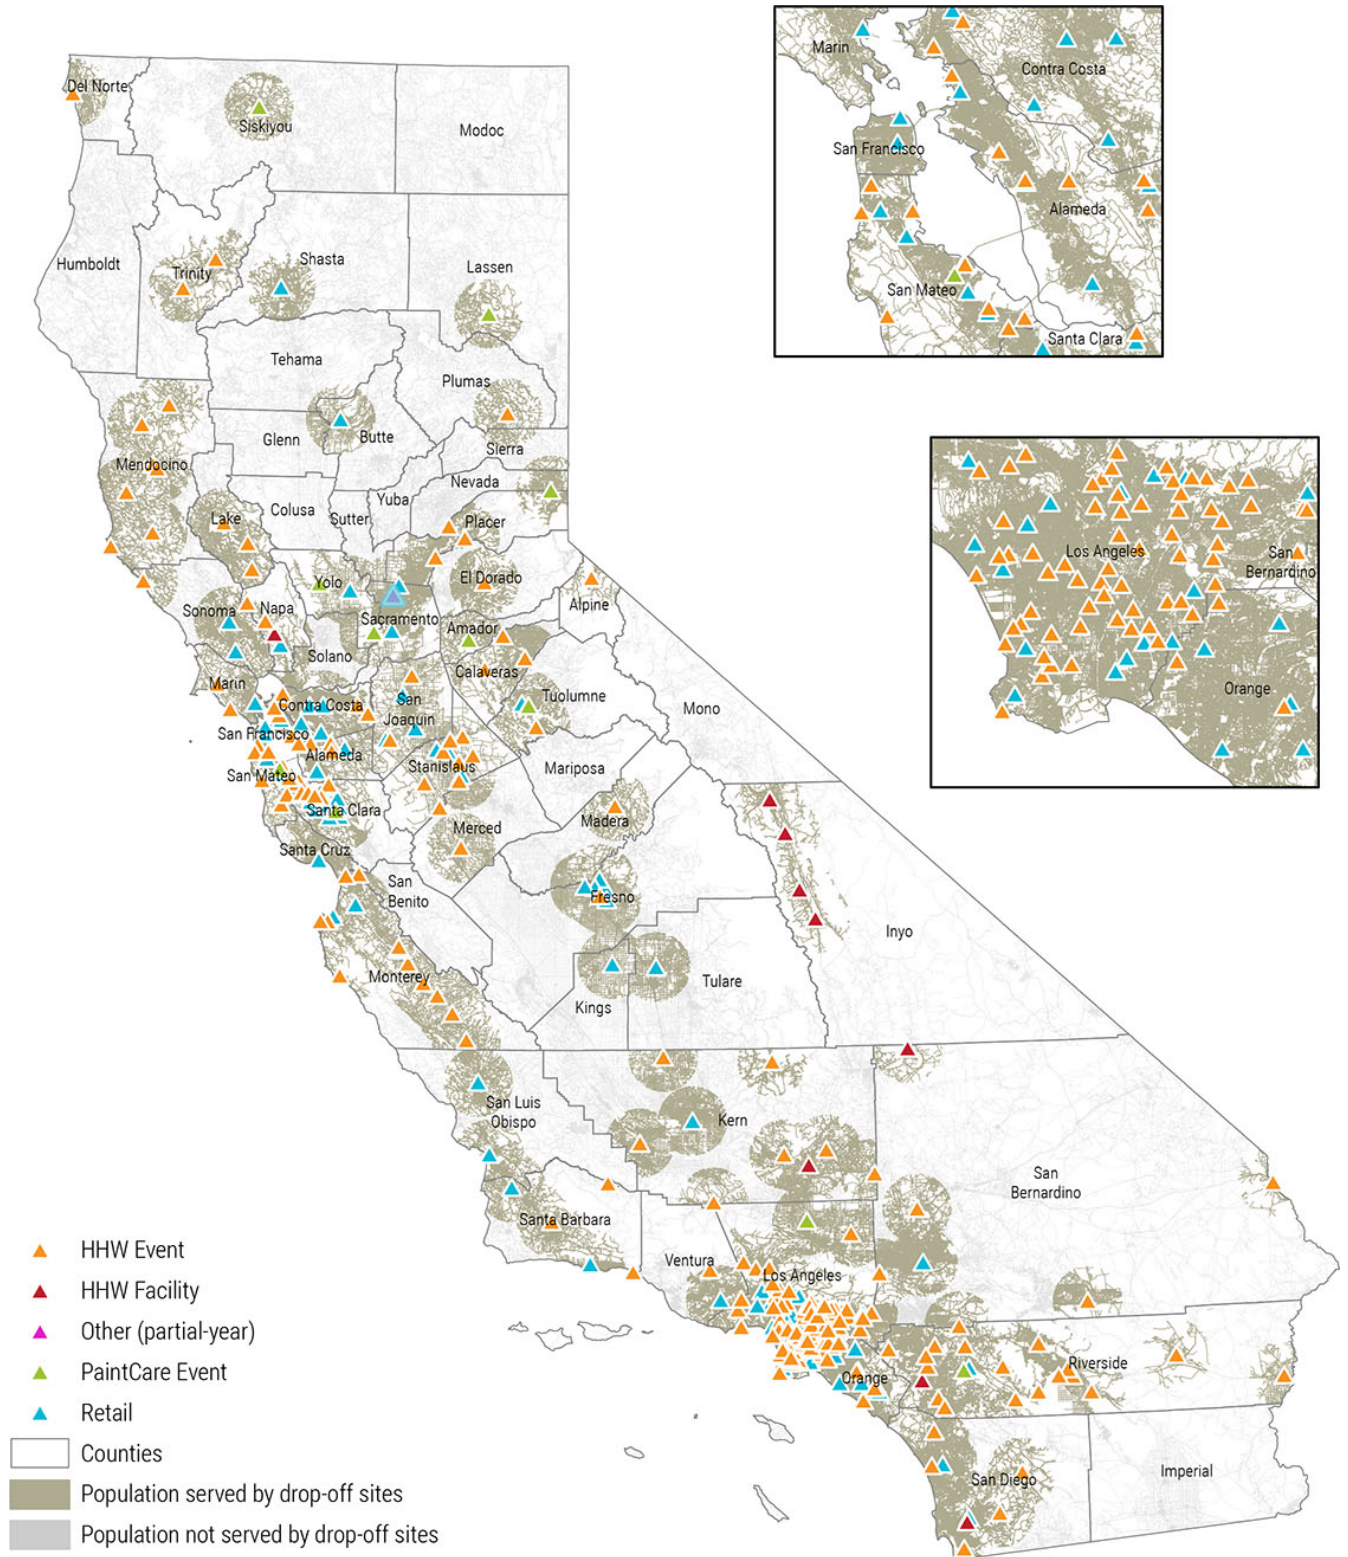 Del Norte
Siskiyou
Modoc
Humboldt
Trinity
Shasta
Lassen
Tehama
Plumas
Glenn
Butte
Sierra
Mendocino
Nevada
Lake
Colusa
Sutter
Yuba
Placer
Yolo
El Dorado
Sonoma
Napa
Sacramento
Alpine
Amador
Solano
Calaveras
Marin
Contra Costa
San
Joaquin
Tuolumne
Mono
San Francisco
Alameda
Stanislaus
San Mateo
Mariposa
Santa Clara
Madera
Merced
Santa Cruz
San
Benito
Fresno
Inyo
Monterey
Tulare
Kings
San Luis
Obispo
Kern
San
Bernardino
Santa Barbara
Ventura
Los Angeles
Orange
Riverside
San Diego
Imperial
Marin
Contra Costa
San Francisco
Alameda
San Mateo
Santa Clara
Los Angeles
San
Bernardino
Orange
HHW Event
HHW Facility
Other (partial-year)
PaintCare Event
Retail
Counties
Population served by drop-off sites
Population not served by drop-off sites